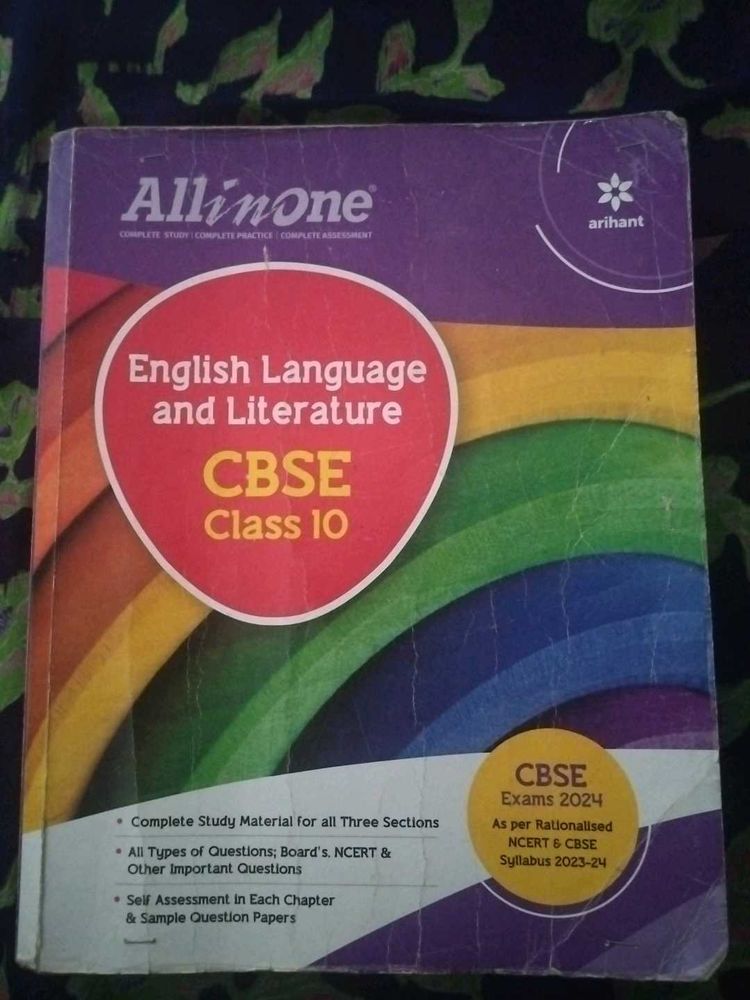 All in One®
COMPLETE STUDY | COMPLETE PRACTICE | COMPLETE ASSESSMENT
arihant
English Language
and Literature
CBSE
Class 10
• Complete Study Material for all Three Sections
• All Types of Questions; Board's, NCERT &
Other Important Questions
• Self Assessment in Each Chapter
& Sample Question Papers
CBSE
Exams 2024
As per Rationalised
NCERT & CBSE
Syllabus 2023-24